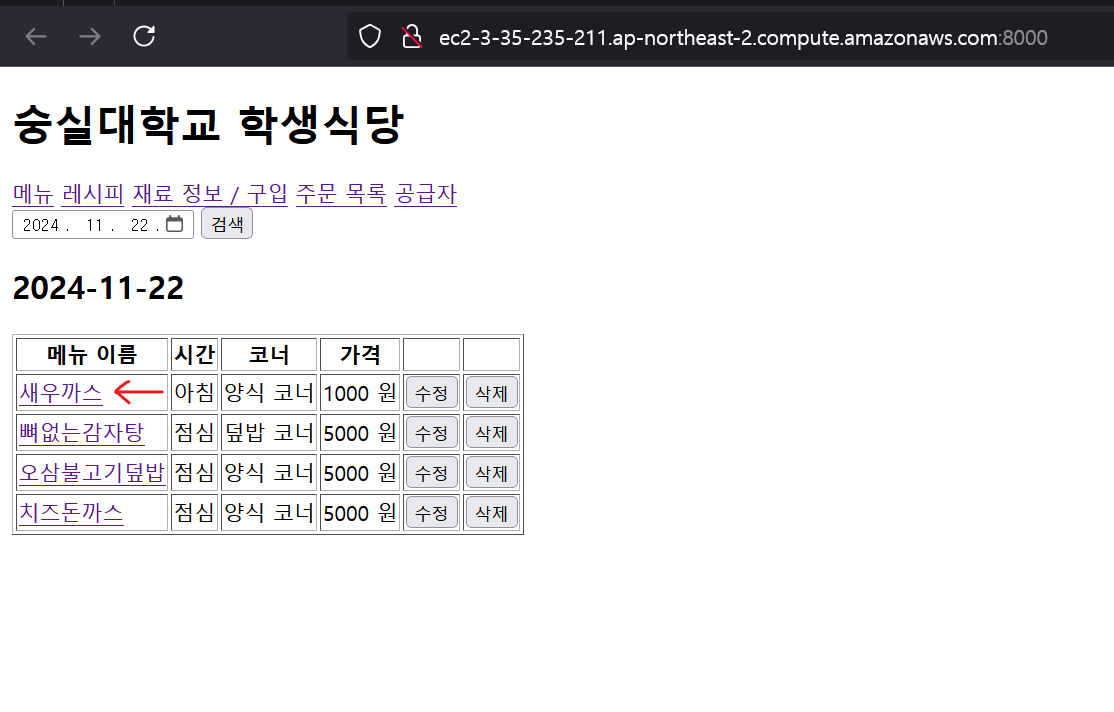 ec2-3-35-235-211.ap-northeast-2.compute.amazonaws.com:8000
숭실대학교 학생식당
메뉴 레시피 재료 정보 / 구입 주문 목록 공급자
2024. 11. 22. 검색
2024-11-22
메뉴 이름 시간 코너 가격
새우까스 아침 양식 코너 1000 원 수정 삭제
뼈없는감자탕 점심 덮밥 코너 5000 원 수정 삭제
오삼불고기덮밥 점심 양식 코너 5000 원 수정 삭제
치즈돈까스 점심 양식 코너 5000 원 수정 삭제